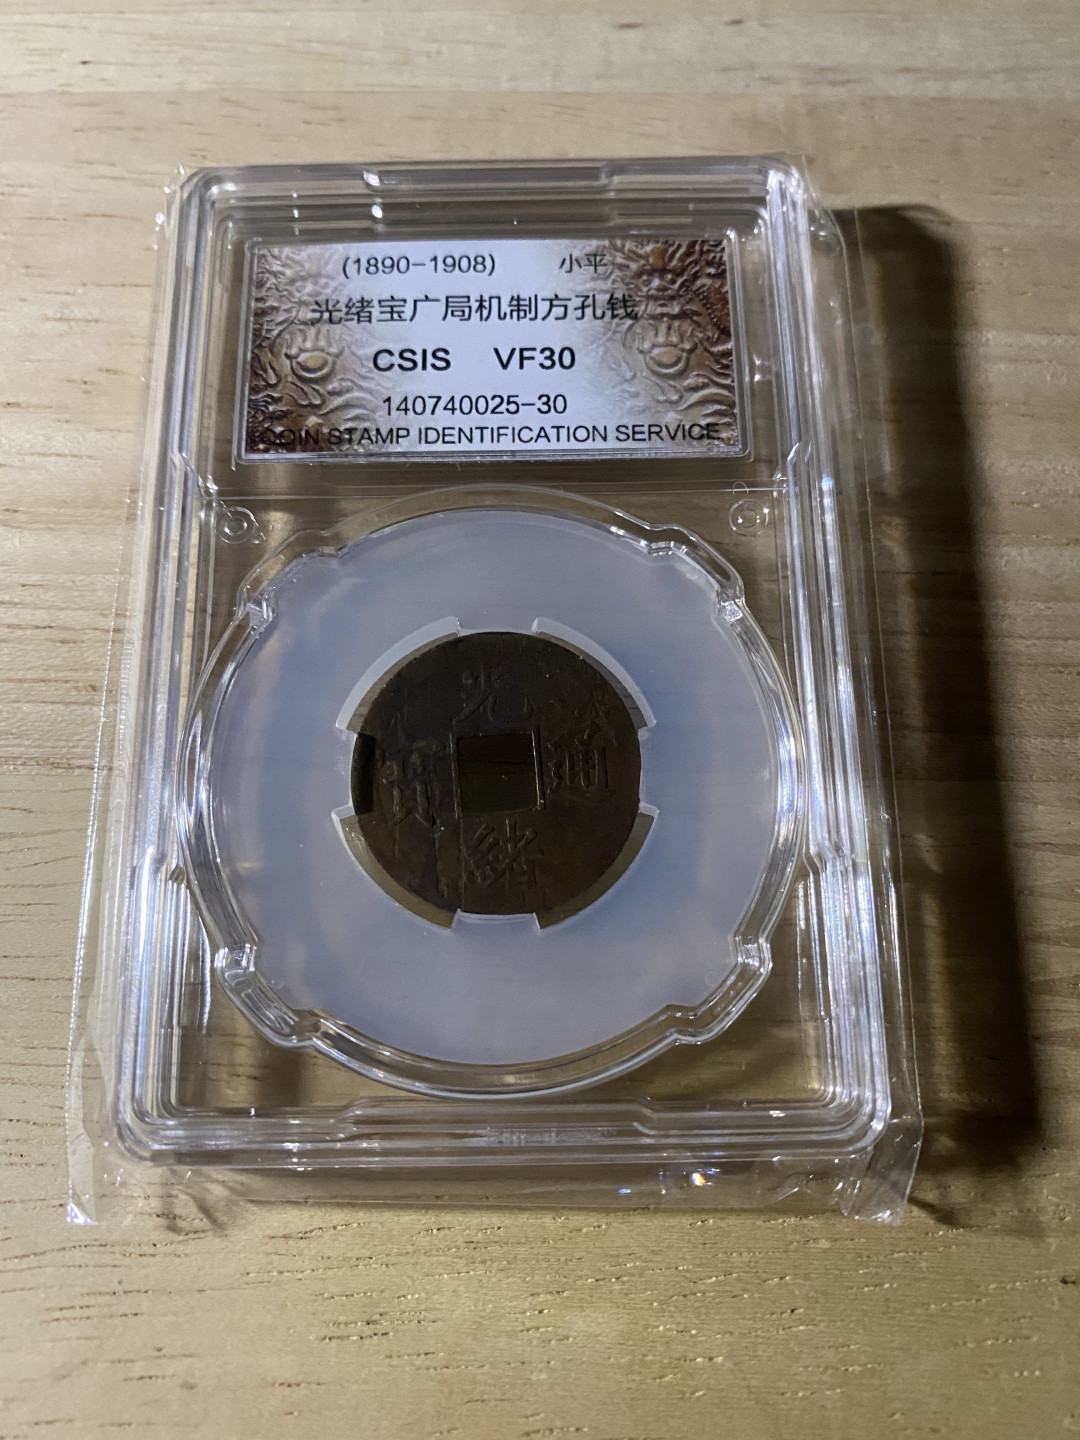 (1890-1908) 小平
光绪宝广局机制方孔钱
CSIS VF30
140740025-30
COIN STAMP IDENTIFICATION SERVICE
光
寶 通
緒